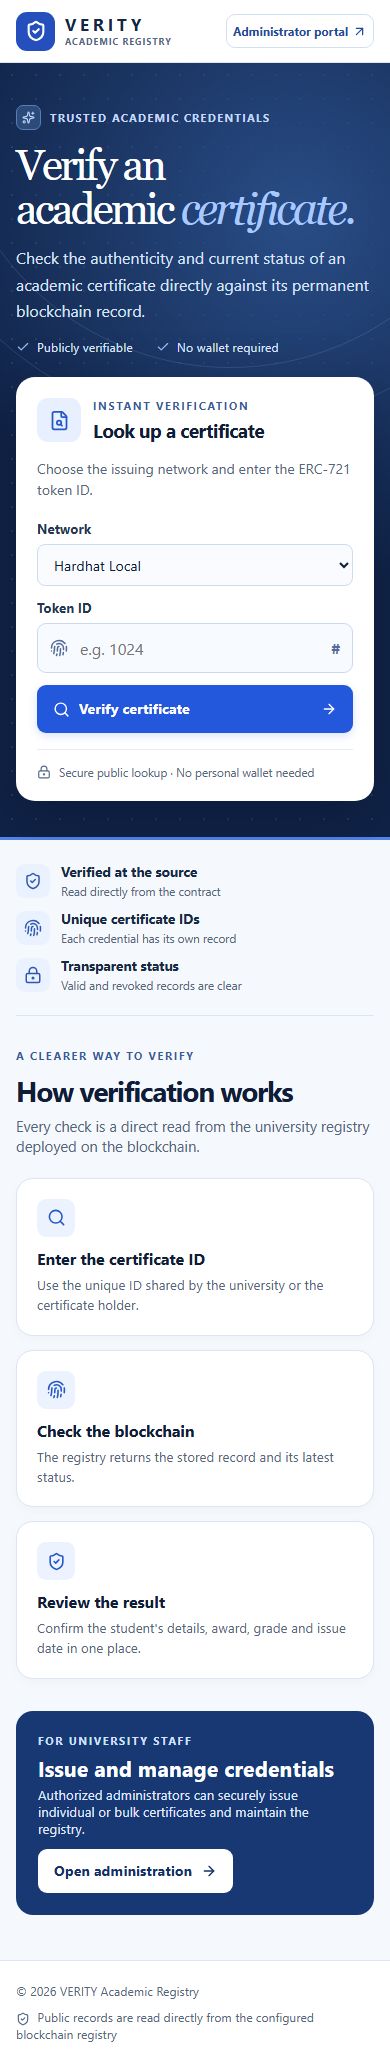 VERITY
ACADEMIC REGISTRY
Administrator portal
TRUSTED ACADEMIC CREDENTIALS
Verify an
academic certificate.
Check the authenticity and current status of an
academic certificate directly against its permanent
blockchain record.
Publicly verifiable
No wallet required
INSTANT VERIFICATION
Look up a certificate
Choose the issuing network and enter the ERC-721
token ID.
Network
Hardhat Local
Token ID
e.g. 1024
#
Verify certificate
Secure public lookup · No personal wallet needed
Verified at the source
Read directly from the contract
Unique certificate IDs
Each credential has its own record
Transparent status
Valid and revoked records are clear
A CLEARER WAY TO VERIFY
How verification works
Every check is a direct read from the university registry
deployed on the blockchain.
Enter the certificate ID
Use the unique ID shared by the university or the
certificate holder.
Check the blockchain
The registry returns the stored record and its latest
status.
Review the result
Confirm the student's details, award, grade and issue
date in one place.
FOR UNIVERSITY STAFF
Issue and manage credentials
Authorized administrators can securely issue
individual or bulk certificates and maintain the
registry.
Open administration
© 2026 VERITY Academic Registry
Public records are read directly from the configured
blockchain registry